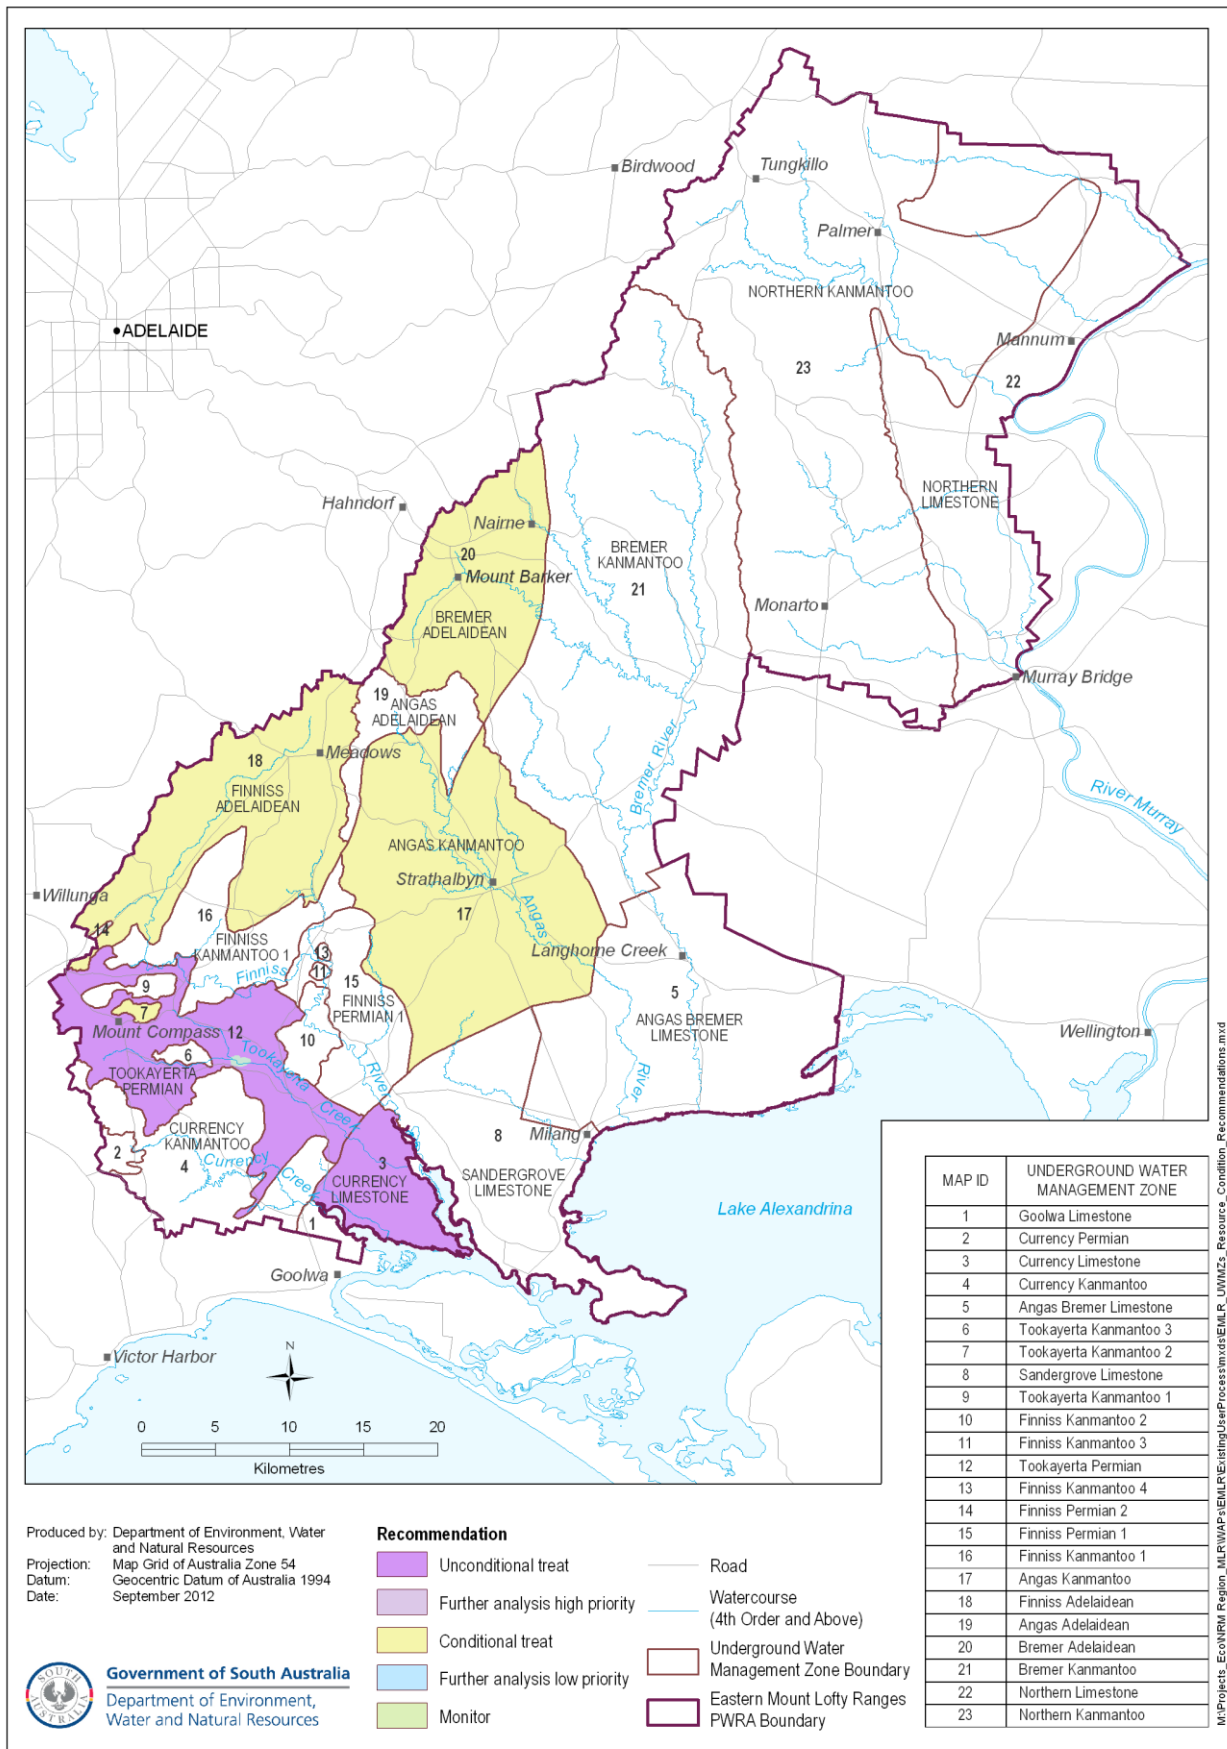 Birdwood
Tungkillo
Palmer
NORTHERN KANMANTOO
ADELAIDE
Mannum
23
22
Hahndorf
Nairne
NORTHERN
LIMESTONE
20
BREMER
KANMANTOO
Mount Barker
21
Monarto
BREMER
ADELAIDEAN
Murray Bridge
19
ANGAS
ADELAIDEAN
Meadows
18
FINNISS
ADELAIDEAN
Bremer River
River Murray
ANGAS KANMANTOO
Strathalbyn
Willunga
17
Angas
16
14
FINNISS
KANMANTOO 1
Langhorne Creek
13
Finniss
11
15
9
FINNISS
PERMIAN 1
5
ANGAS BREMER
LIMESTONE
7
Mount Compass
12
Wellington
10
6
Tookayerta
Creek
TOOKAYERTA
PERMIAN
River
River
CURRENCY
KANMANTOO
8
Milang
2
4
Currency
Creek
3
CURRENCY
LIMESTONE
SANDERGROVE
LIMESTONE
Lake Alexandrina
1
Goolwa
Victor Harbor
N
0 5 10 15 20
Kilometres
MAP ID UNDERGROUND WATER
MANAGEMENT ZONE
1 Goolwa Limestone
2 Currency Permian
3 Currency Limestone
4 Currency Kanmantoo
5 Angas Bremer Limestone
6 Tookayerta Kanmantoo 3
7 Tookayerta Kanmantoo 2
8 Sandergrove Limestone
9 Tookayerta Kanmantoo 1
10 Finniss Kanmantoo 2
11 Finniss Kanmantoo 3
12 Tookayerta Permian
13 Finniss Kanmantoo 4
14 Finniss Permian 2
15 Finniss Permian 1
16 Finniss Kanmantoo 1
17 Angas Kanmantoo
18 Finniss Adelaidean
19 Angas Adelaidean
20 Bremer Adelaidean
21 Bremer Kanmantoo
22 Northern Limestone
23 Northern Kanmantoo
Produced by: Department of Environment, Water
and Natural Resources
Projection: Map Grid of Australia Zone 54
Datum: Geocentric Datum of Australia 1994
Date: September 2012
Recommendation
Unconditional treat
Further analysis high priority
Conditional treat
Further analysis low priority
Monitor
Road
Watercourse
(4th Order and Above)
Underground Water
Management Zone Boundary
Eastern Mount Lofty Ranges
PWRA Boundary
SOUTH
AUSTRALIA
Government of South Australia
Department of Environment,
Water and Natural Resources
M:\Projects_Eco\NRM Region_MLR\WAPs\EMLR\ExistingUserProcess\mxds\EMLR_UWMZs_Resource_Condition_Recommendations.mxd